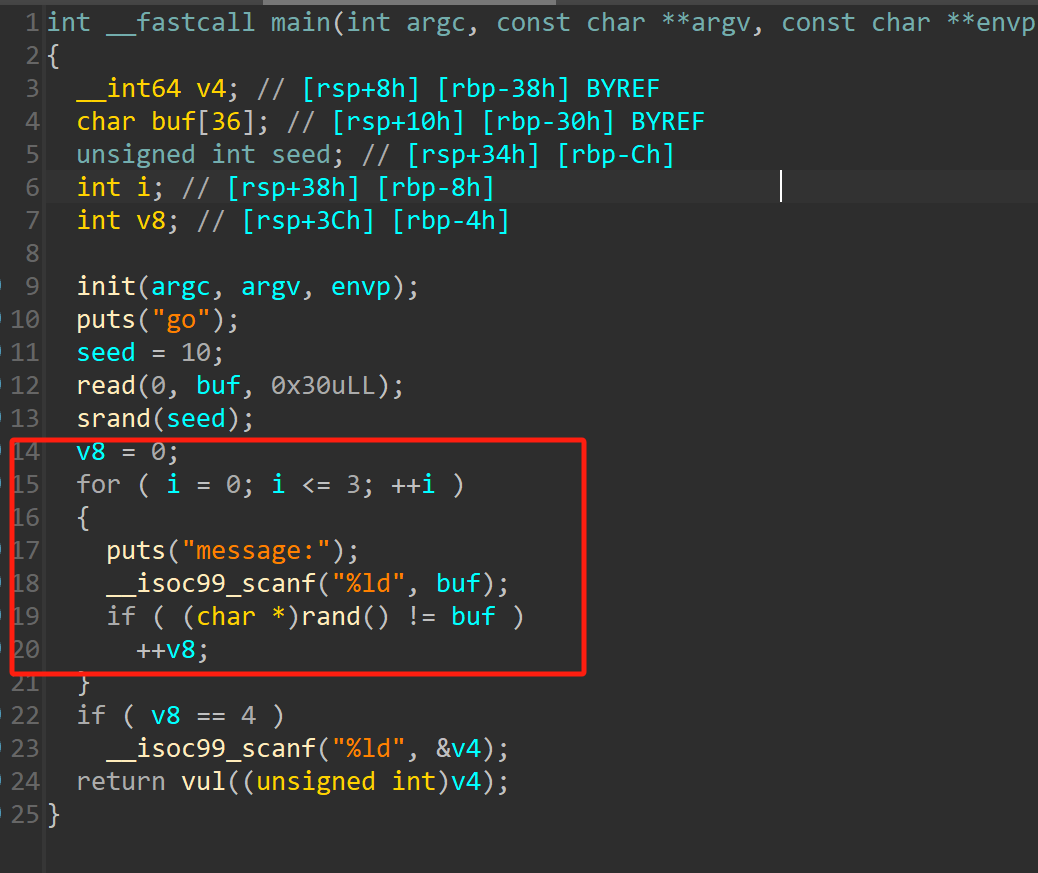 1 int __fastcall main(int argc, const char **argv, const char **envp
2 {
3   __int64 v4; // [rsp+8h] [rbp-38h] BYREF
4   char buf[36]; // [rsp+10h] [rbp-30h] BYREF
5   unsigned int seed; // [rsp+34h] [rbp-Ch]
6   int i; // [rsp+38h] [rbp-8h]
7   int v8; // [rsp+3Ch] [rbp-4h]
8
9   init(argc, argv, envp);
10   puts("go");
11   seed = 10;
12   read(0, buf, 0x30uLL);
13   srand(seed);
14   v8 = 0;
15   for ( i = 0; i <= 3; ++i )
16   {
17     puts("message:");
18     __isoc99_scanf("%ld", buf);
19     if ( (char *)rand() != buf )
20       ++v8;
21   }
22   if ( v8 == 4 )
23     __isoc99_scanf("%ld", &v4);
24   return vul((unsigned int)v4);
25 }